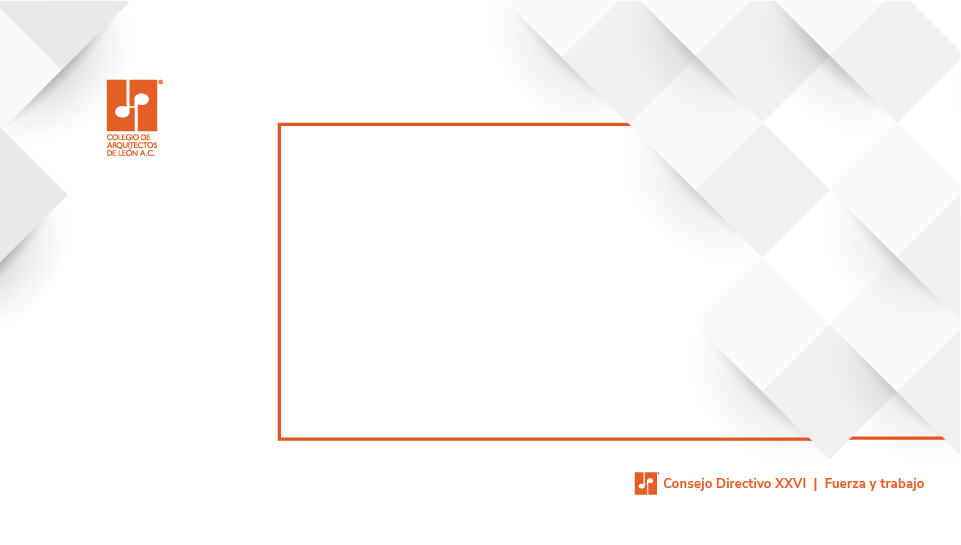 COLEGIO DE
ARQUITECTOS
DE LEÓN A.C.
Consejo Directivo XXVI | Fuerza y trabajo